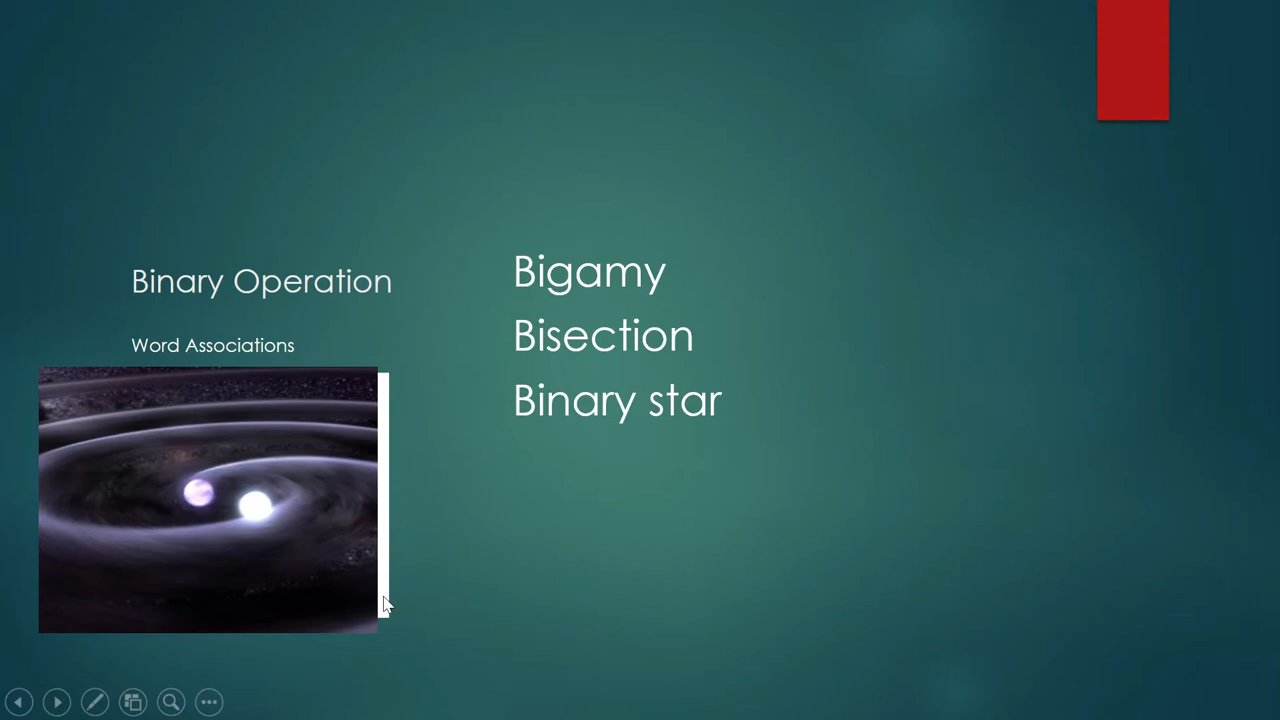 Binary Operation
Word Associations
Bigamy
Bisection
Binary star